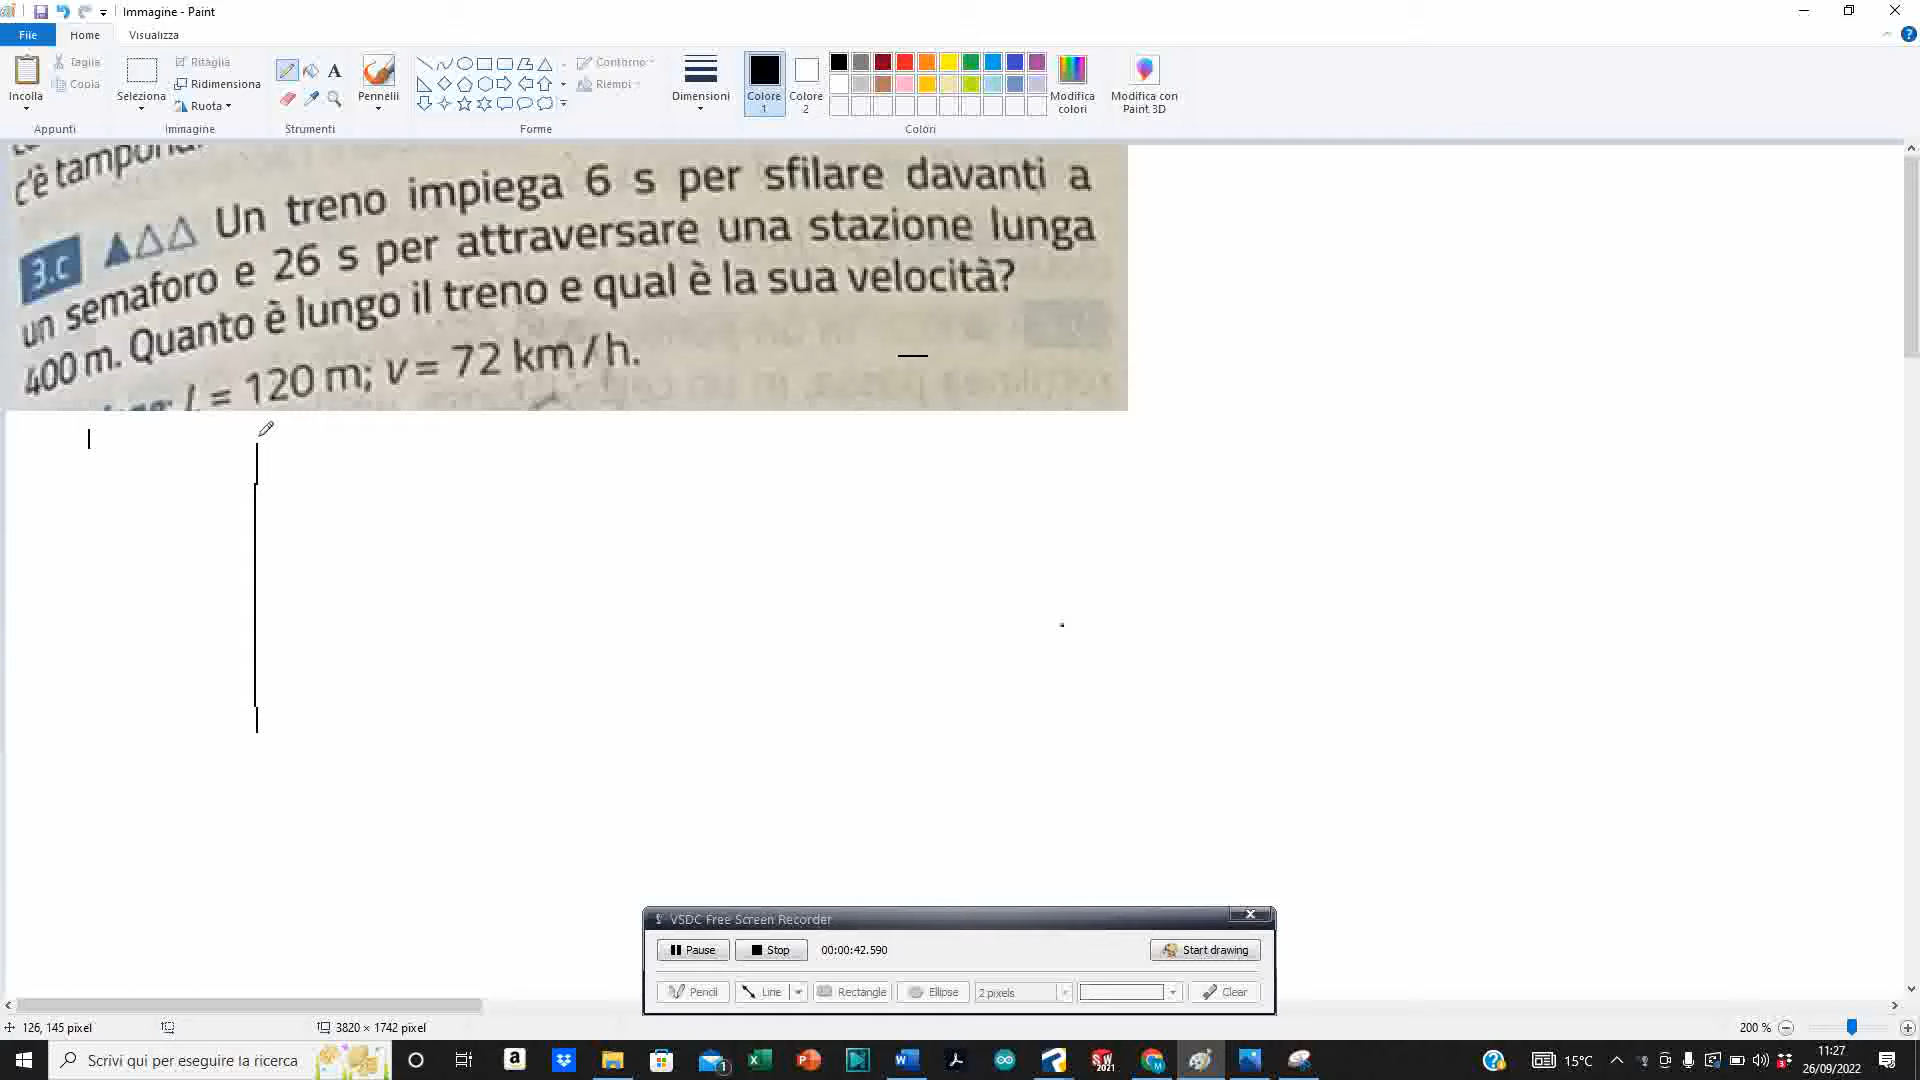 Immagine - Paint
File Home Visualizza
Incolla
Taglia
Copia
Appunti
Seleziona
Ritaglia
Ridimensiona
Ruota
Immagine
Strumenti
Pennelli
Forme
Contorno
Riempi
Dimensioni
Colore 1
Colore 2
Colori
Modifica colori
Modifica con Paint 3D
c'è
3.c Un treno impiega 6 s per sfilare davanti a
un semaforo e 26 s per attraversare una stazione lunga
400 m. Quanto è lungo il treno e qual è la sua velocità?
l = 120 m; v = 72 km/h.
VSDC Free Screen Recorder
Pause Stop 00:00:42.590 Start drawing
Pencil Line Rectangle Ellipse 2 pixels Clear
126, 145 pixel 3820 × 1742 pixel 200 %
Scrivi qui per eseguire la ricerca
15°C
11:27
26/09/2022